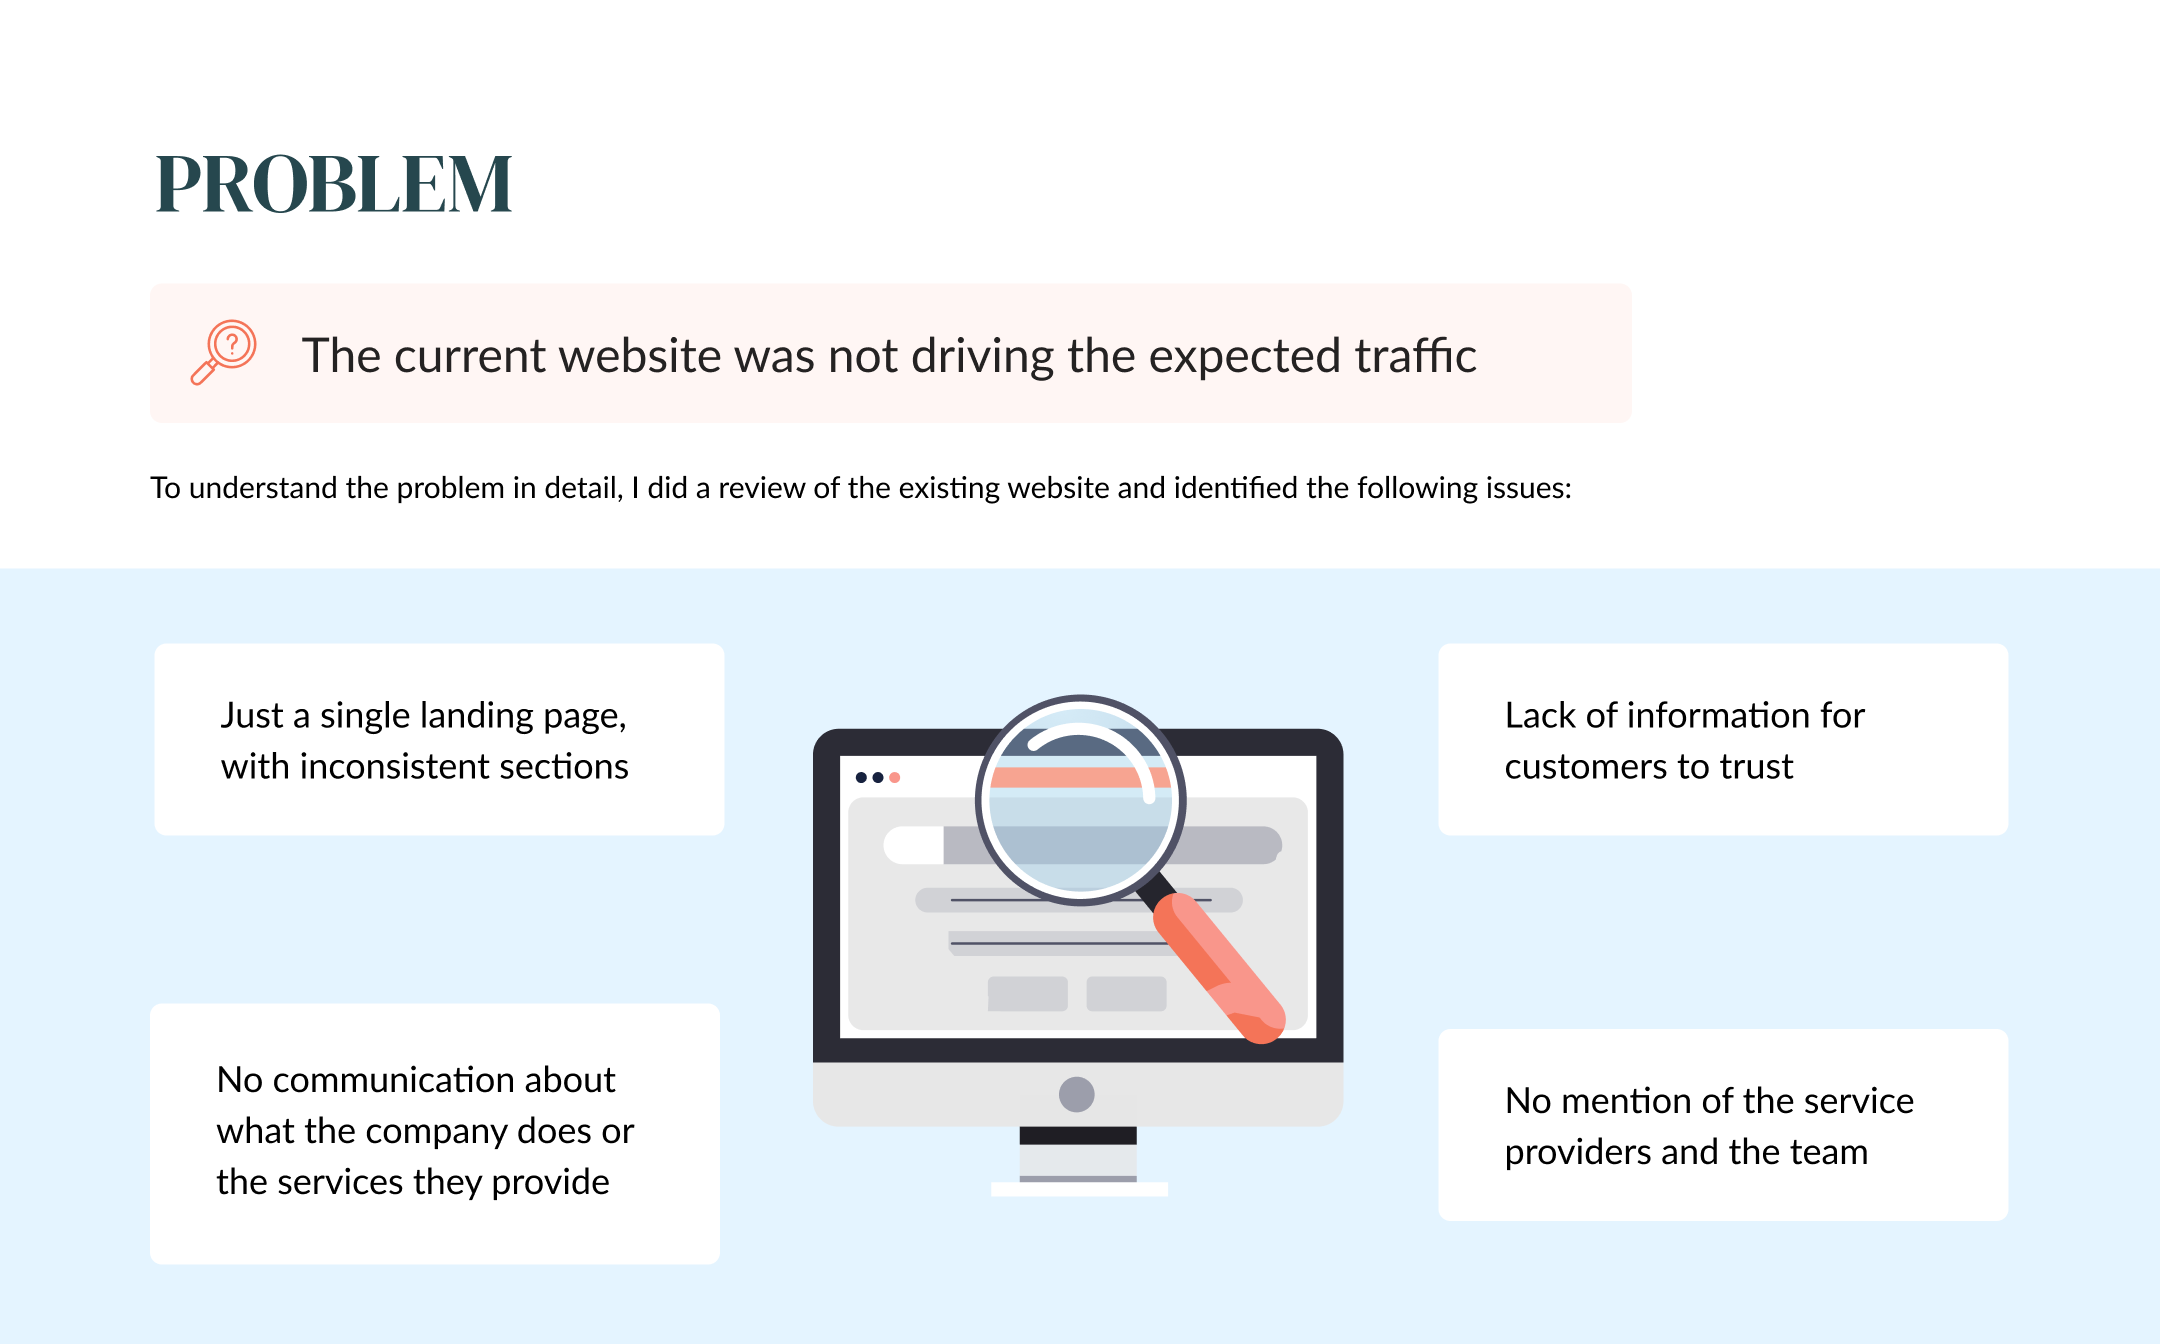 PROBLEM
?
The current website was not driving the expected traffic
To understand the problem in detail, I did a review of the existing website and identified the following issues:
Just a single landing page,
with inconsistent sections
Lack of information for
customers to trust
No communication about
what the company does or
the services they provide
No mention of the service
providers and the team